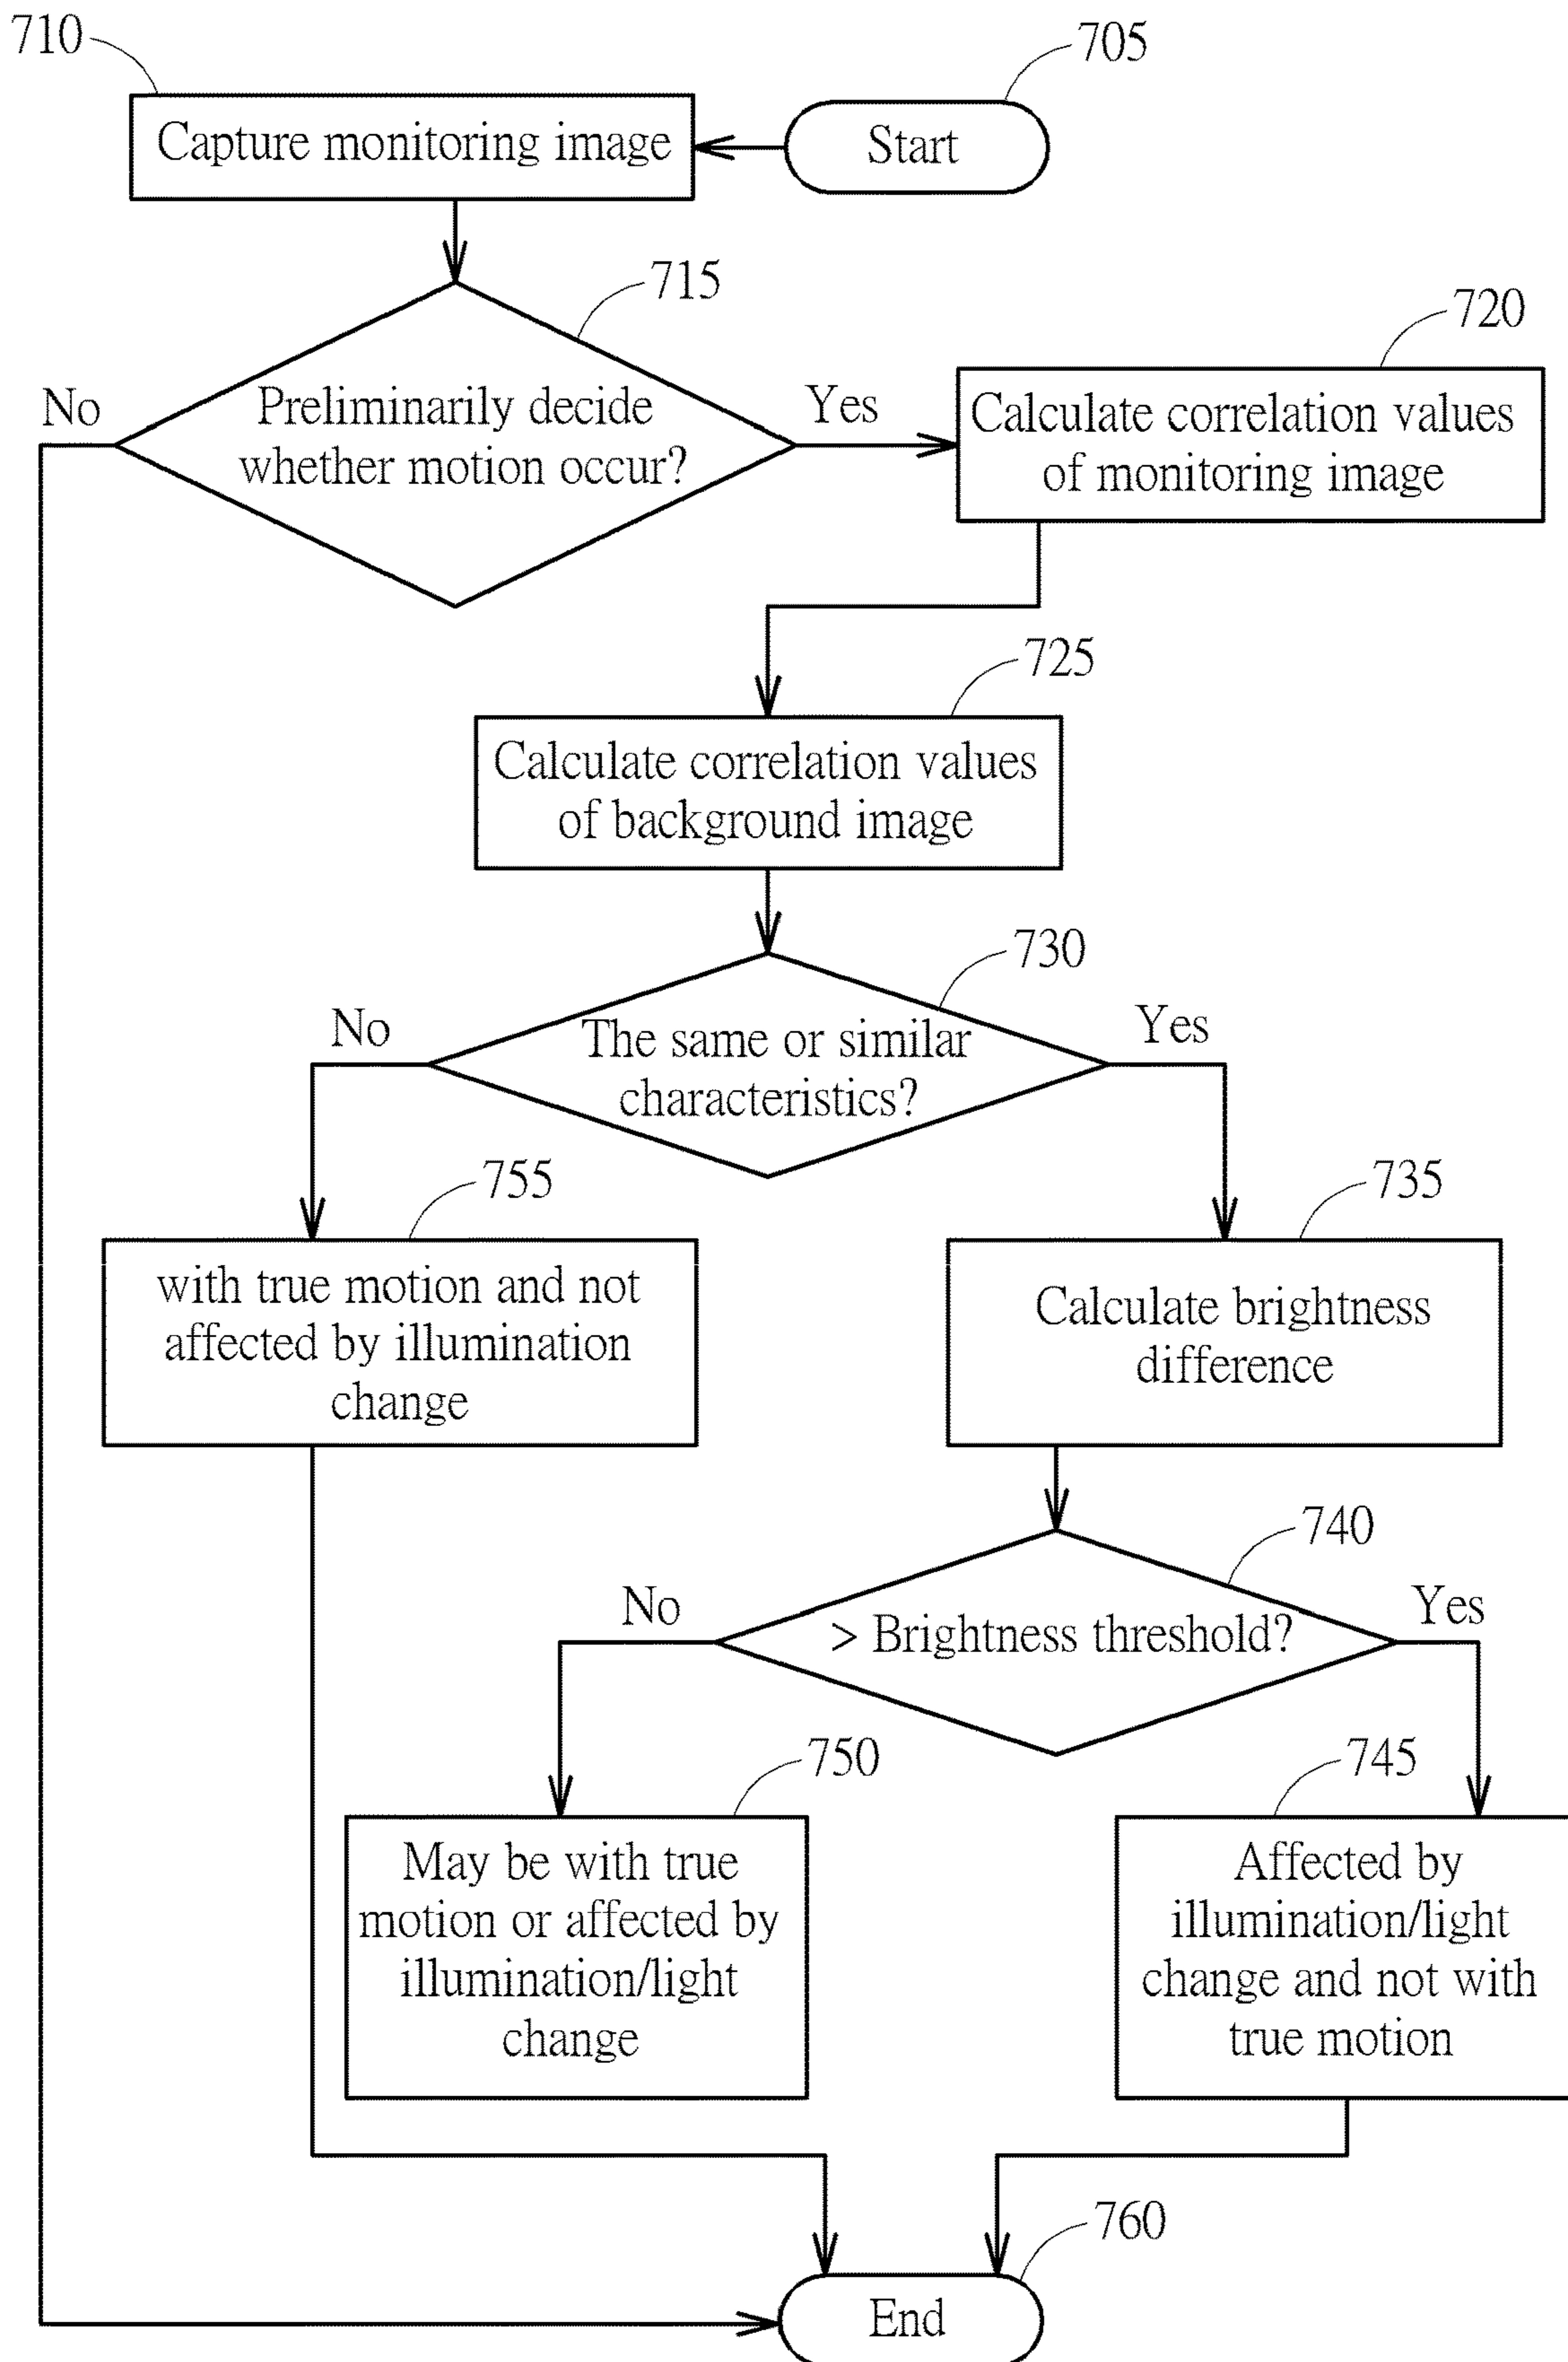 710
705
Capture monitoring image
Start
715
720
No
Preliminarily decide
whether motion occur?
Yes
Calculate correlation values
of monitoring image
725
Calculate correlation values
of background image
730
No
The same or similar
characteristics?
Yes
755
735
with true motion and not
affected by illumination
change
Calculate brightness
difference
740
No
> Brightness threshold?
Yes
750
745
May be with true
motion or affected by
illumination/light
change
Affected by
illumination/light
change and not with
true motion
760
End